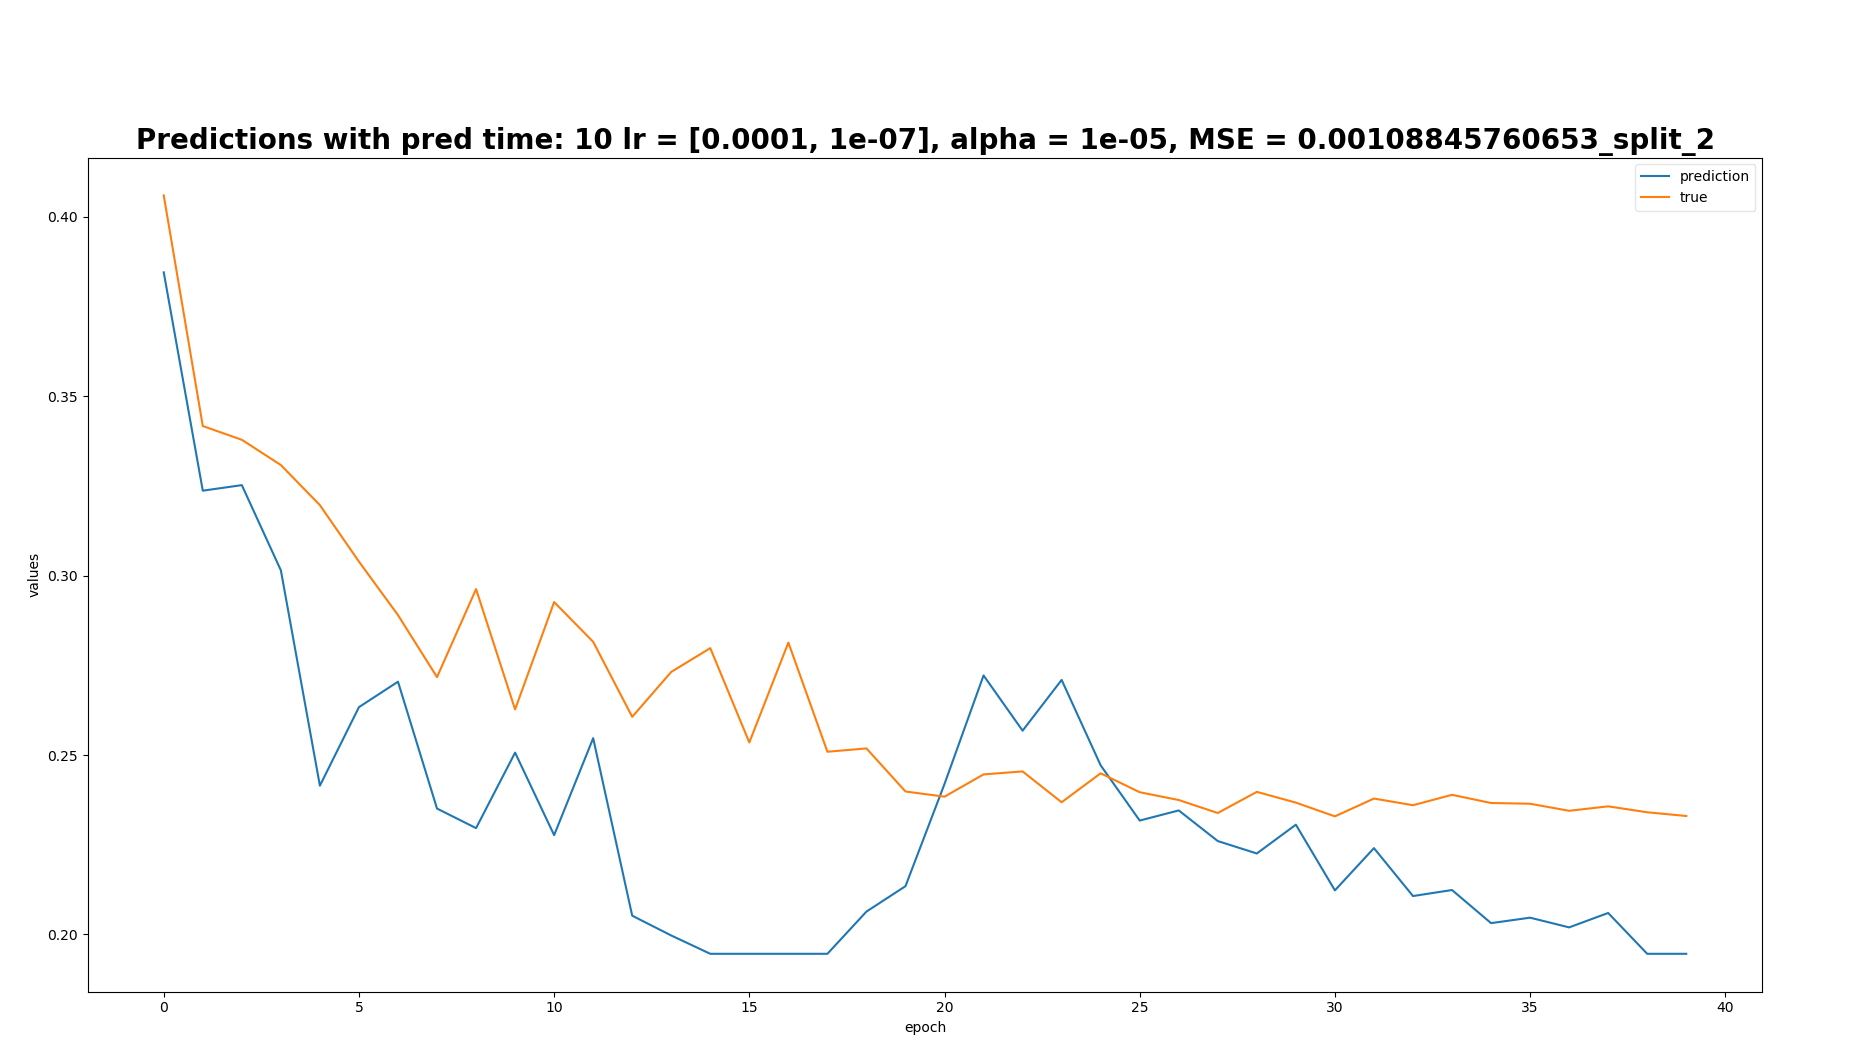 Predictions with pred time: 10 lr = [0.0001, 1e-07], alpha = 1e-05, MSE = 0.00108845760653_split_2
prediction
true
values
0.40
0.35
0.30
0.25
0.20
0 5 10 15 20 25 30 35 40
epoch